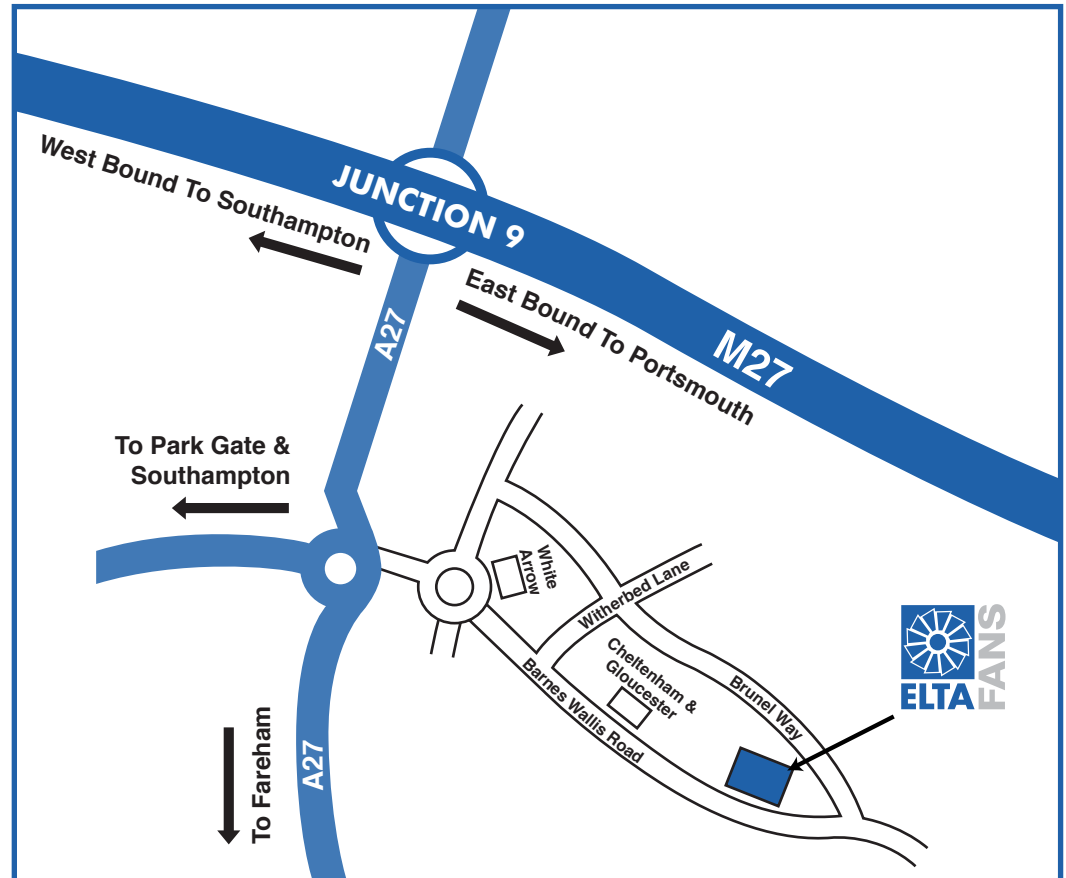 JUNCTION 9
West Bound To Southampton
East Bound To Portsmouth
A27
M27
To Park Gate &
Southampton
White
Arrow
Witherbed Lane
Cheltenham &
Gloucester
Brunel Way
Barnes Wallis Road
ELTA
FANS
A27
To Fareham